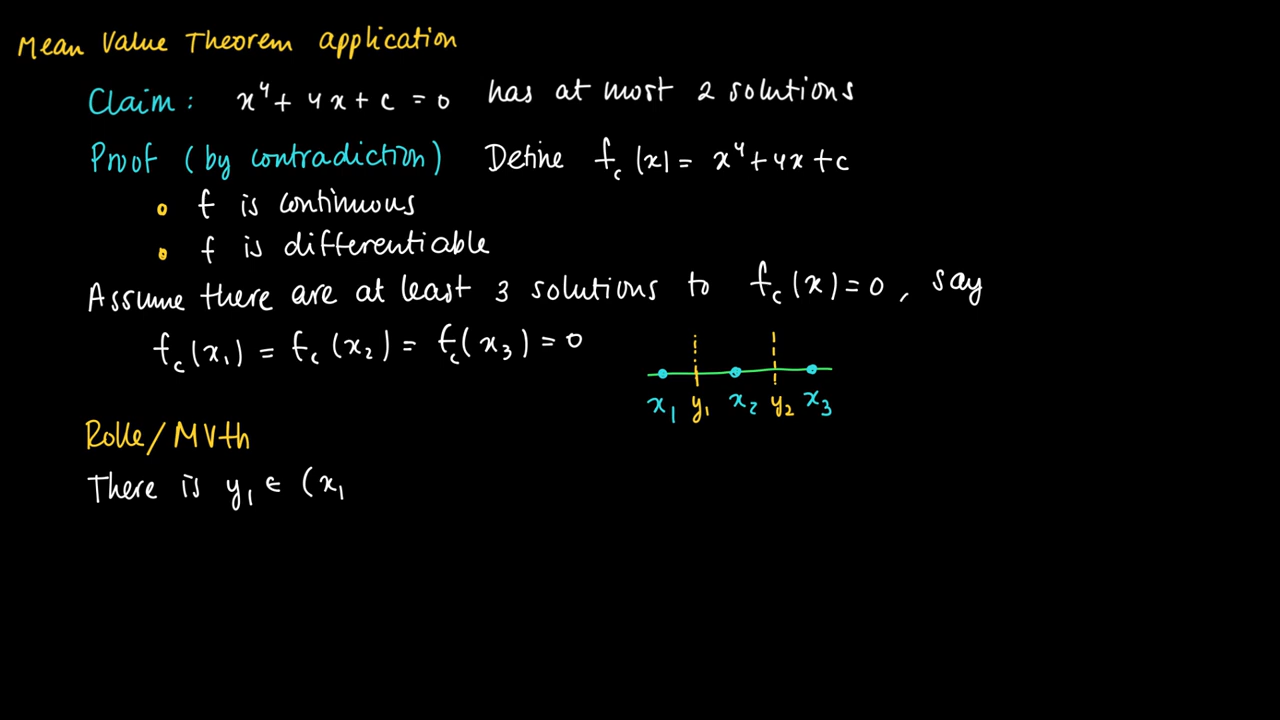 Mean Value Theorem application
Claim: x⁴ + 4x + c = 0 has at most 2 solutions
Proof (by contradiction) Define f_c(x) = x⁴ + 4x + c
f is continuous
f is differentiable
Assume there are at least 3 solutions to f_c(x) = 0, say
f_c(x₁) = f_c(x₂) = f_c(x₃) = 0
x₁ y₁ x₂ y₂ x₃
Rolle/MVth
There is y₁ ∈ (x₁